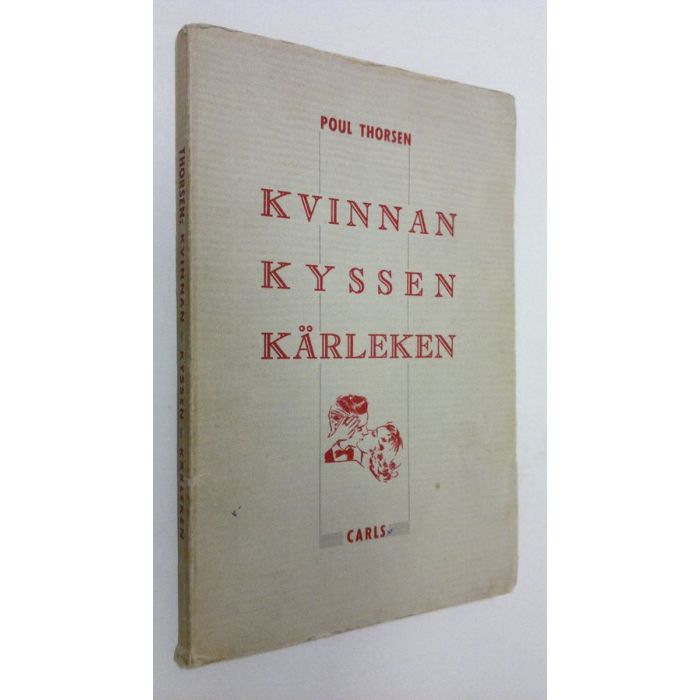 POUL THORSEN
KVINNAN
KYSSEN
KÄRLEKEN
CARLS
THORSEN: KVINNAN KYSSEN KÄRLEKEN